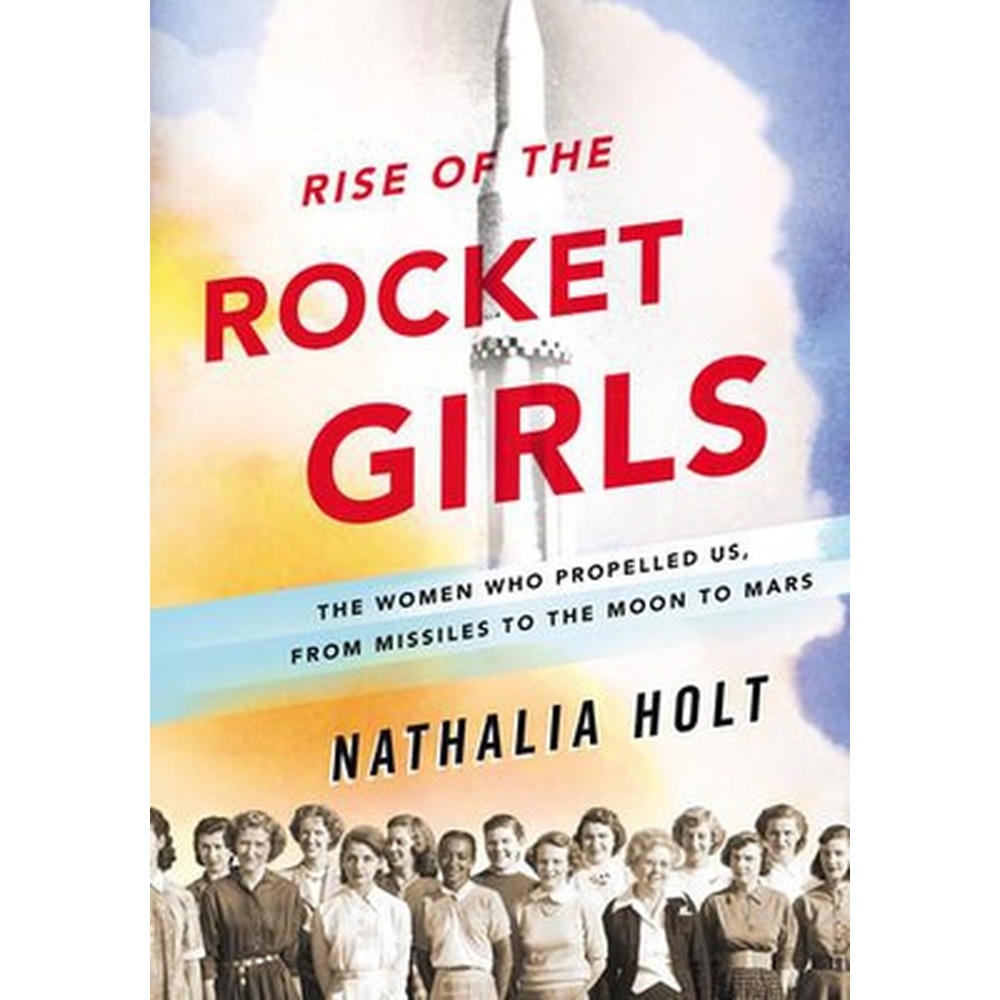 RISE OF THE
ROCKET
GIRLS
THE WOMEN WHO PROPELLED US,
FROM MISSILES TO THE MOON TO MARS
NATHALIA HOLT